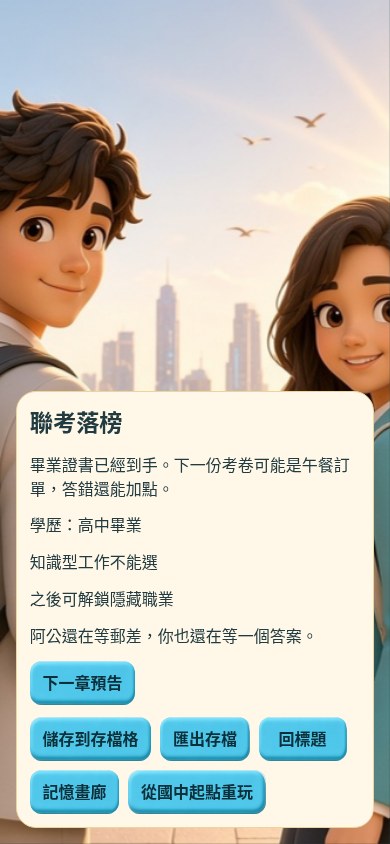 聯考落榜
畢業證書已經到手。下一份考卷可能是午餐訂
單，答錯還能加點。
學歷：高中畢業
知識型工作不能選
之後可解鎖隱藏職業
阿公還在等郵差，你也還在等一個答案。
下一章預告
儲存到存檔格 匯出存檔 回標題
記憶畫廊 從國中起點重玩